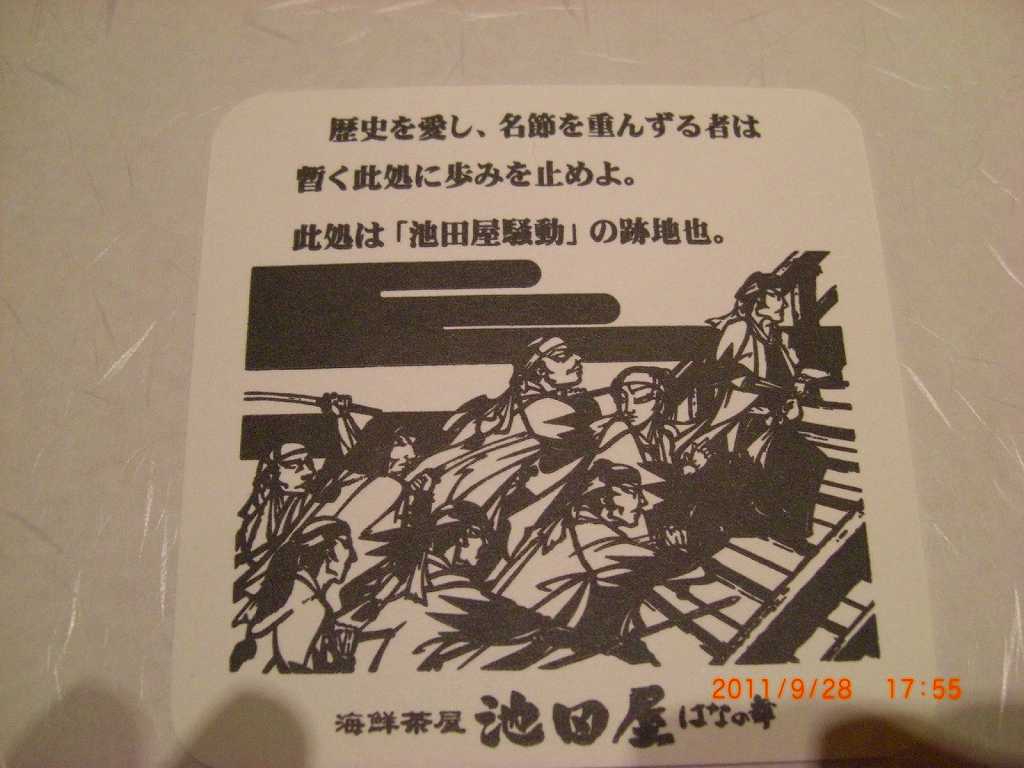 歴史を愛し、名節を重んずる者は
暫く此処に歩みを止めよ。
此処は「池田屋騒動」の跡地也。
海鮮茶屋 池田屋 はなの舞
2011/9/28 17:55